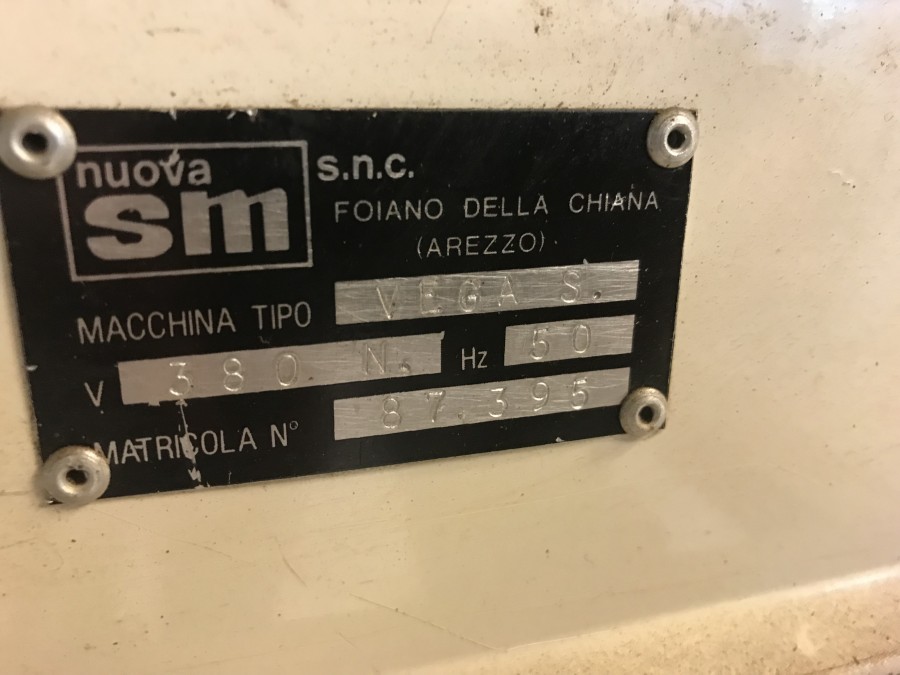 nuova
sm s.n.c.
FOIANO DELLA CHIANA
(AREZZO)
MACCHINA TIPO VEGA S.
V 380 N. Hz 50
MATRICOLA N° 87.395